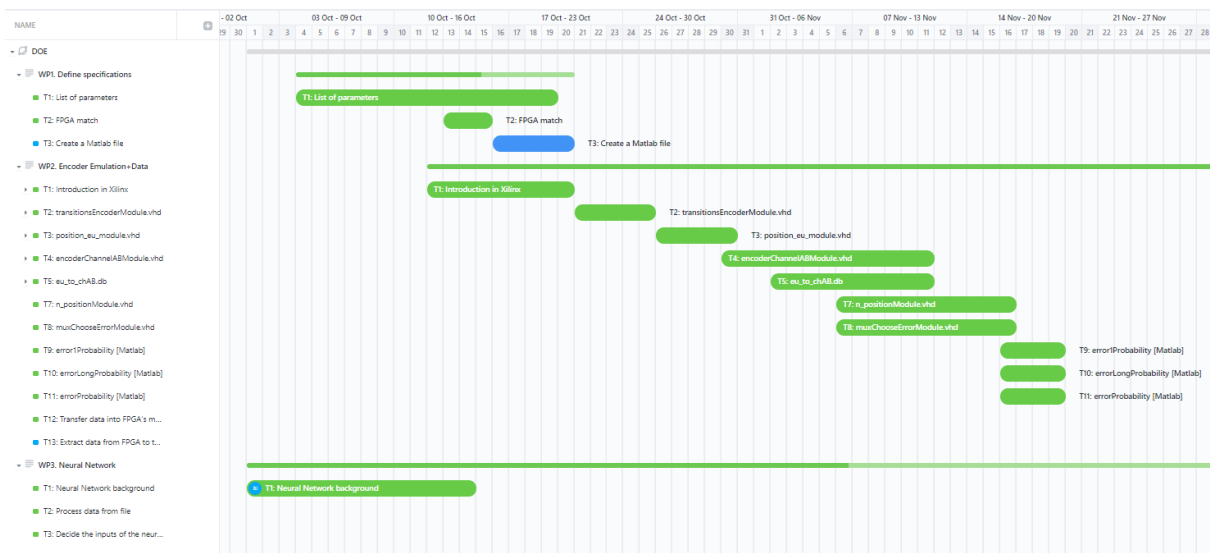 NAME
- 02 Oct 03 Oct - 09 Oct 10 Oct - 16 Oct 17 Oct - 23 Oct 24 Oct - 30 Oct 31 Oct - 06 Nov 07 Nov - 13 Nov 14 Nov - 20 Nov 21 Nov - 27 Nov
30 1 2 3 4 5 6 7 8 9 10 11 12 13 14 15 16 17 18 19 20 21 22 23 24 25 26 27 28 29 30 31 1 2 3 4 5 6 7 8 9 10 11 12 13 14 15 16 17 18 19 20 21 22 23 24 25 26 27 28
DOE
WP1. Define specifications
T1: List of parameters T1: List of parameters
T2: FPGA match T2: FPGA match
T3: Create a Matlab file T3: Create a Matlab file
WP2. Encoder Emulation+Data
T1: Introduction in Xilinx T1: Introduction in Xilinx
T2: transitionsEncoderModule.vhd T2: transitionsEncoderModule.vhd
T3: position_eu_module.vhd T3: position_eu_module.vhd
T4: encoderChannelABModule.vhd T4: encoderChannelABModule.vhd
T5: eu_to_chAB.db T5: eu_to_chAB.db
T7: n_positionModule.vhd T7: n_positionModule.vhd
T8: muxChooseErrorModule.vhd T8: muxChooseErrorModule.vhd
T9: error1Probability [Matlab] T9: error1Probability [Matlab]
T10: errorLongProbability [Matlab] T10: errorLongProbability [Matlab]
T11: errorProbability [Matlab] T11: errorProbability [Matlab]
T12: Transfer data into FPGA's m...
T13: Extract data from FPGA to t...
WP3. Neural Network
T1: Neural Network background T1: Neural Network background
T2: Process data from file
T3: Decide the inputs of the neur...